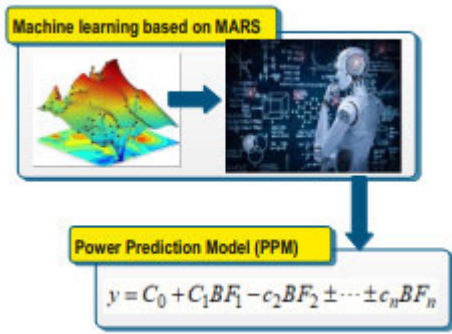 Machine learning based on MARS
Power Prediction Model (PPM)
y = C₀ + C₁BF₁ − c₂BF₂ ± ⋯ ± cₙBFₙ